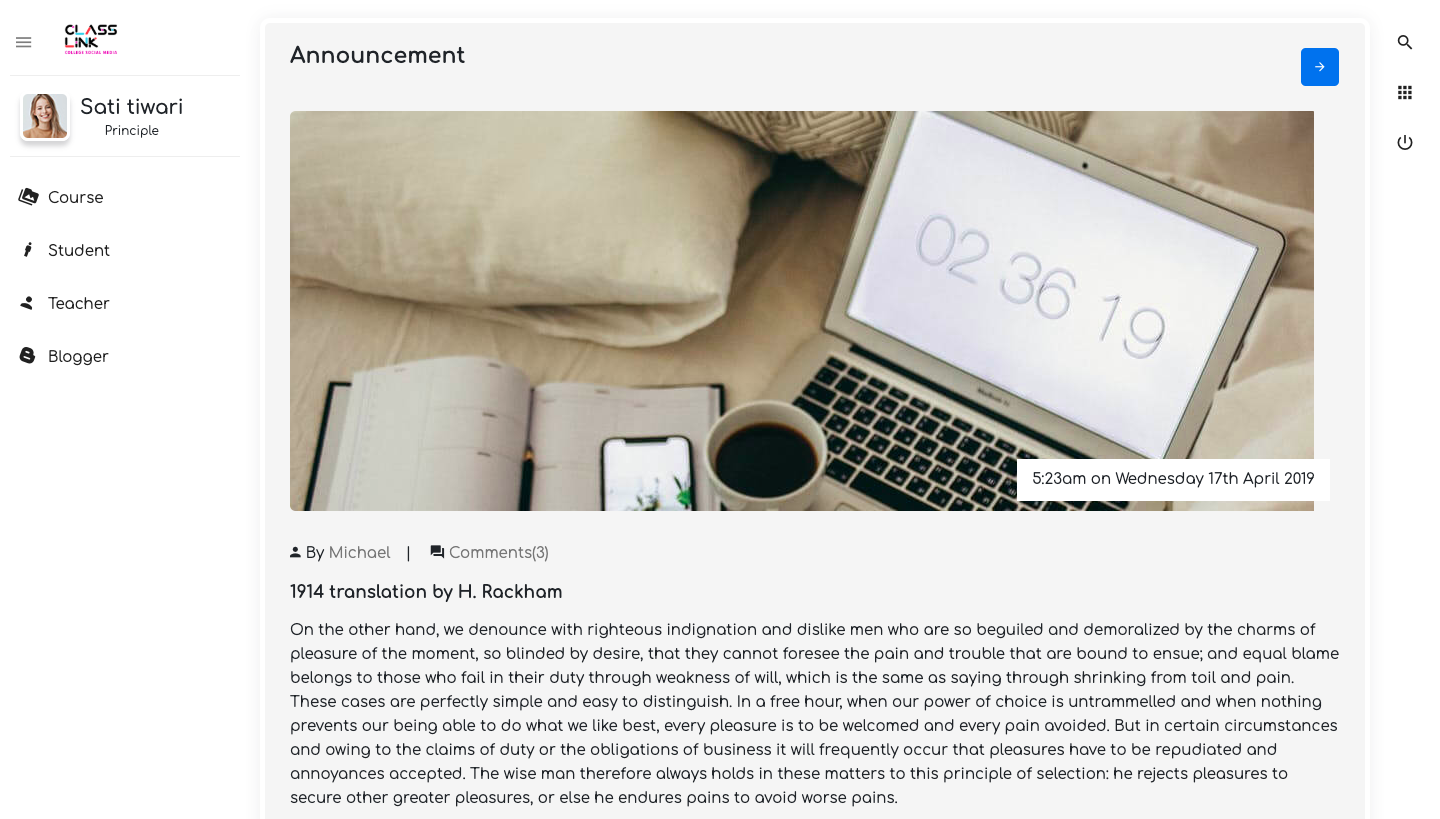 CLASS
LINK
COLLEGE SOCIAL MEDIA
Sati tiwari
Principle
Course
Student
Teacher
Blogger
Announcement
02 36 19
MacBook Air
5:23am on Wednesday 17th April 2019
By Michael | Comments(3)
1914 translation by H. Rackham
On the other hand, we denounce with righteous indignation and dislike men who are so beguiled and demoralized by the charms of
pleasure of the moment, so blinded by desire, that they cannot foresee the pain and trouble that are bound to ensue; and equal blame
belongs to those who fail in their duty through weakness of will, which is the same as saying through shrinking from toil and pain.
These cases are perfectly simple and easy to distinguish. In a free hour, when our power of choice is untrammelled and when nothing
prevents our being able to do what we like best, every pleasure is to be welcomed and every pain avoided. But in certain circumstances
and owing to the claims of duty or the obligations of business it will frequently occur that pleasures have to be repudiated and
annoyances accepted. The wise man therefore always holds in these matters to this principle of selection: he rejects pleasures to
secure other greater pleasures, or else he endures pains to avoid worse pains.